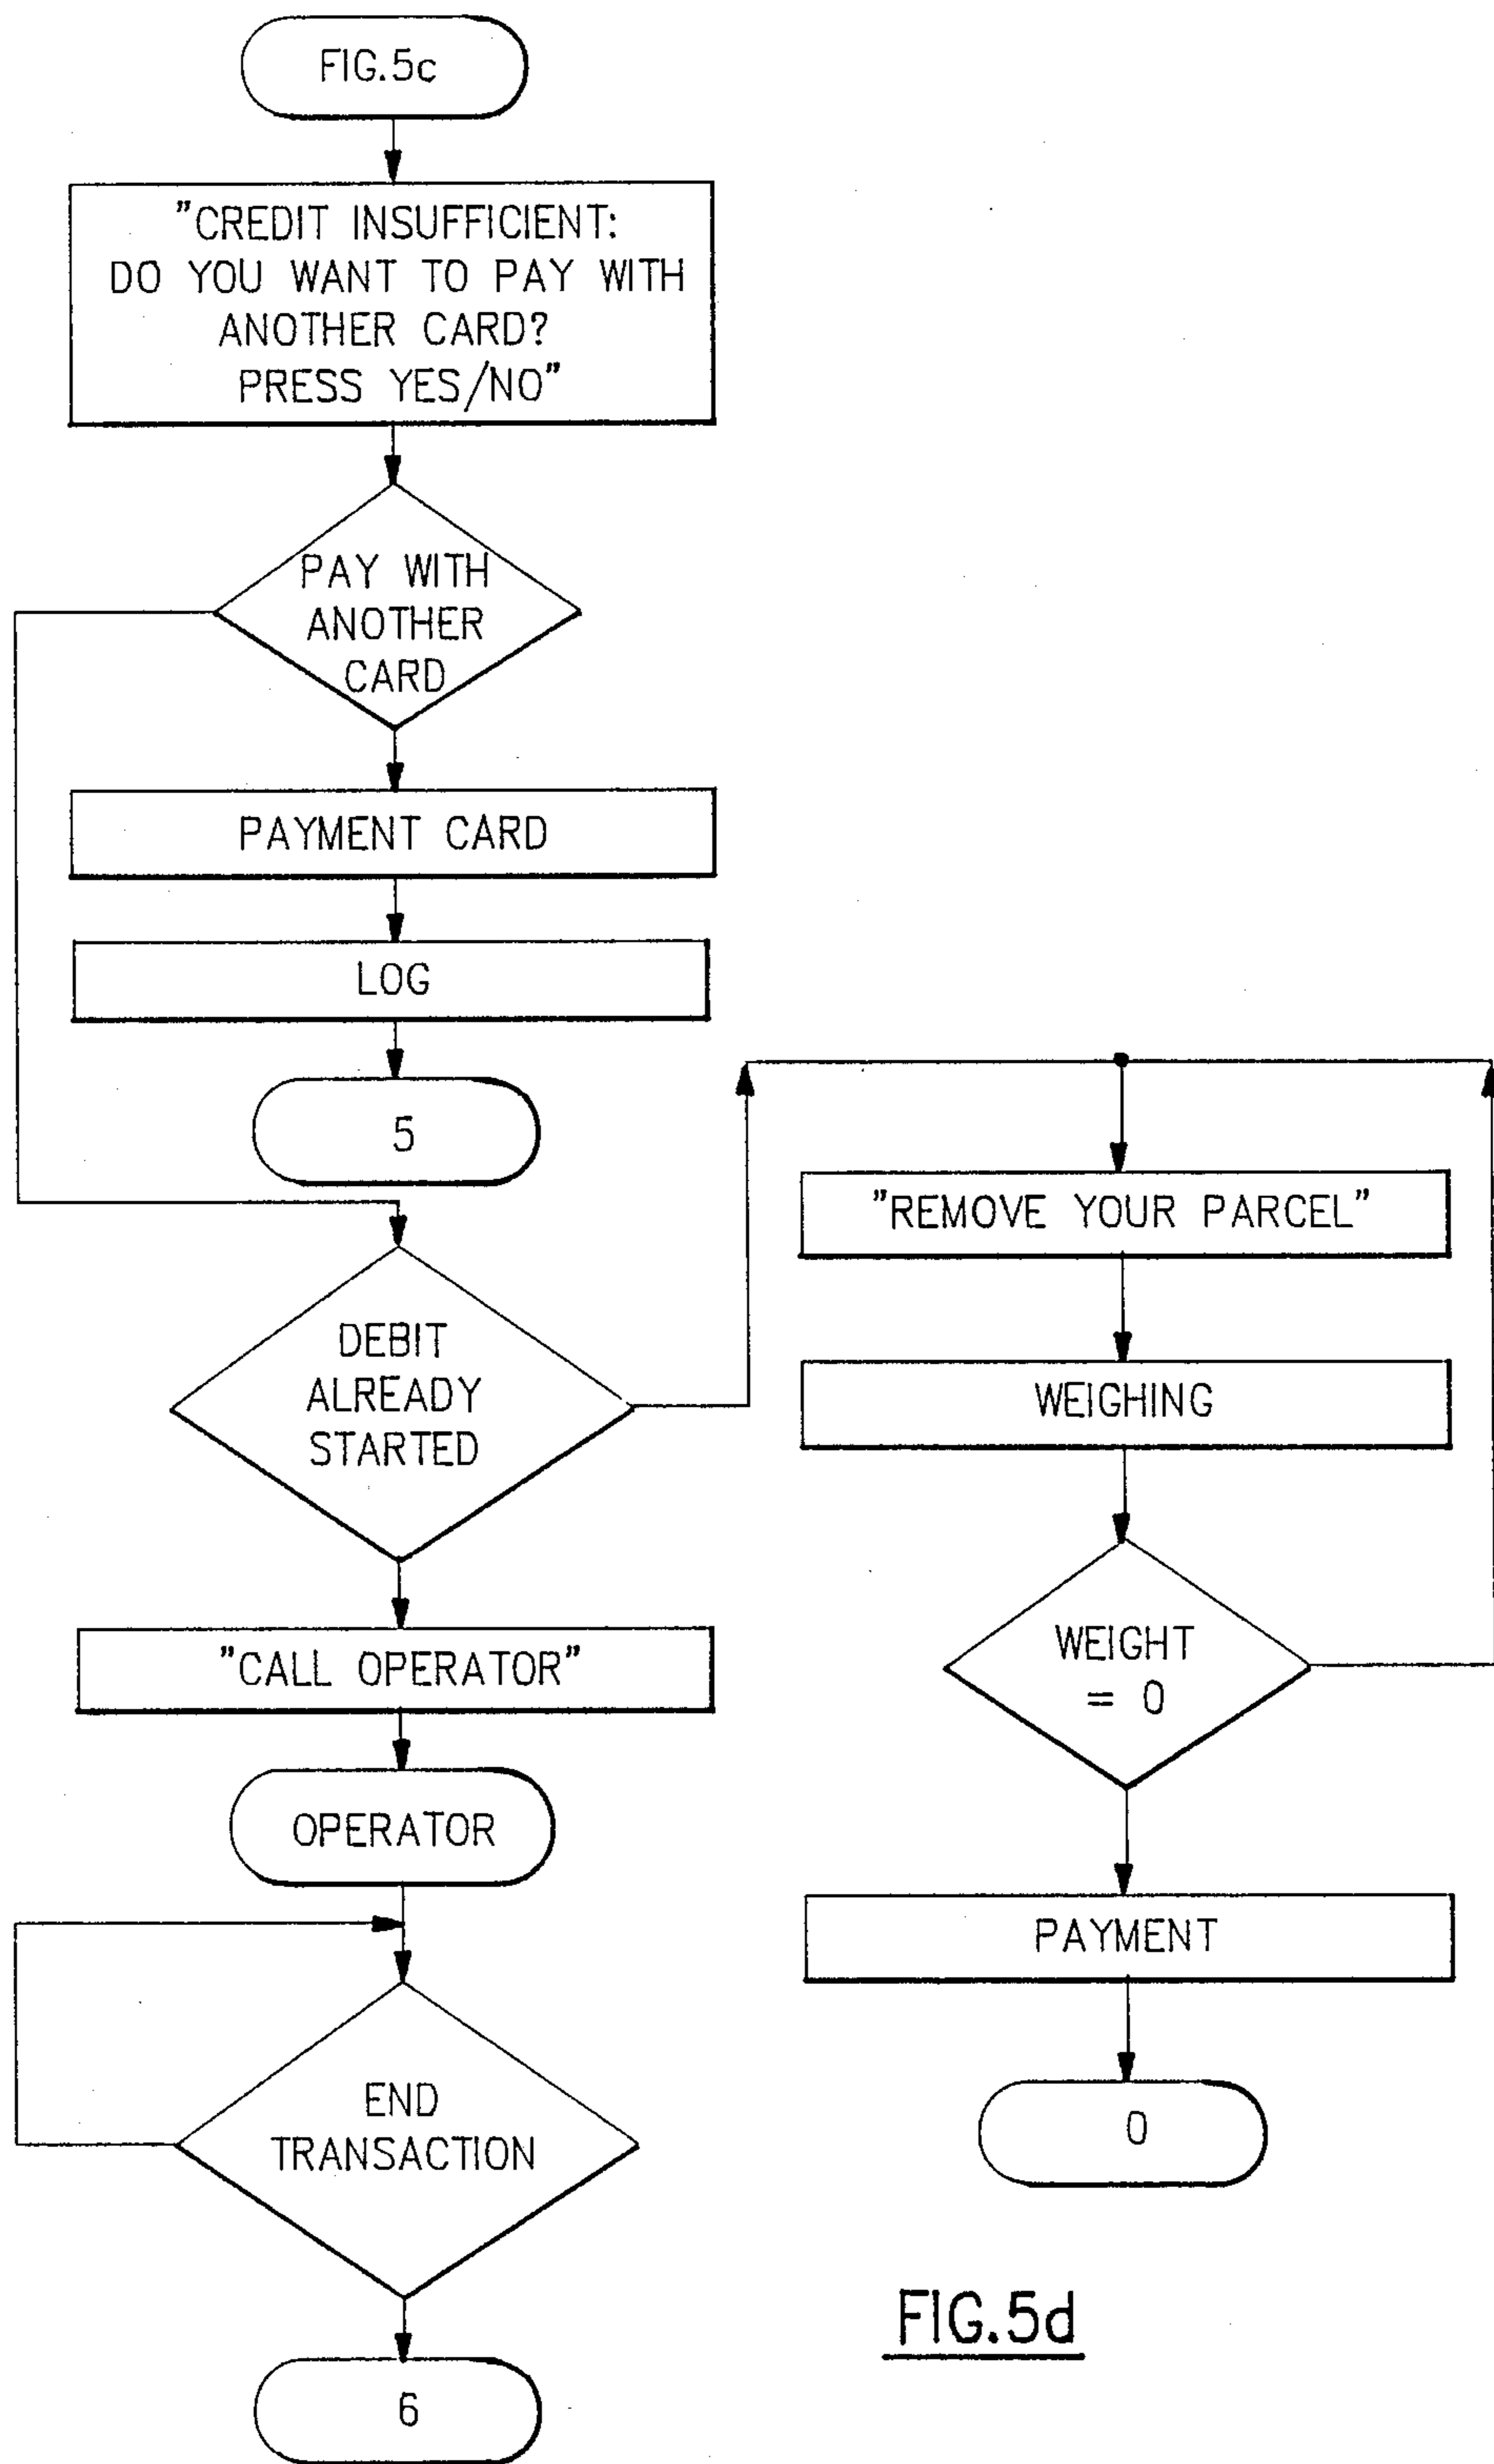 FIG.5c
"CREDIT INSUFFICIENT:
DO YOU WANT TO PAY WITH
ANOTHER CARD?
PRESS YES/NO"
PAY WITH
ANOTHER
CARD
PAYMENT CARD
LOG
5
DEBIT
ALREADY
STARTED
"CALL OPERATOR"
OPERATOR
END
TRANSACTION
6
"REMOVE YOUR PARCEL"
WEIGHING
WEIGHT
= 0
PAYMENT
0
FIG.5d